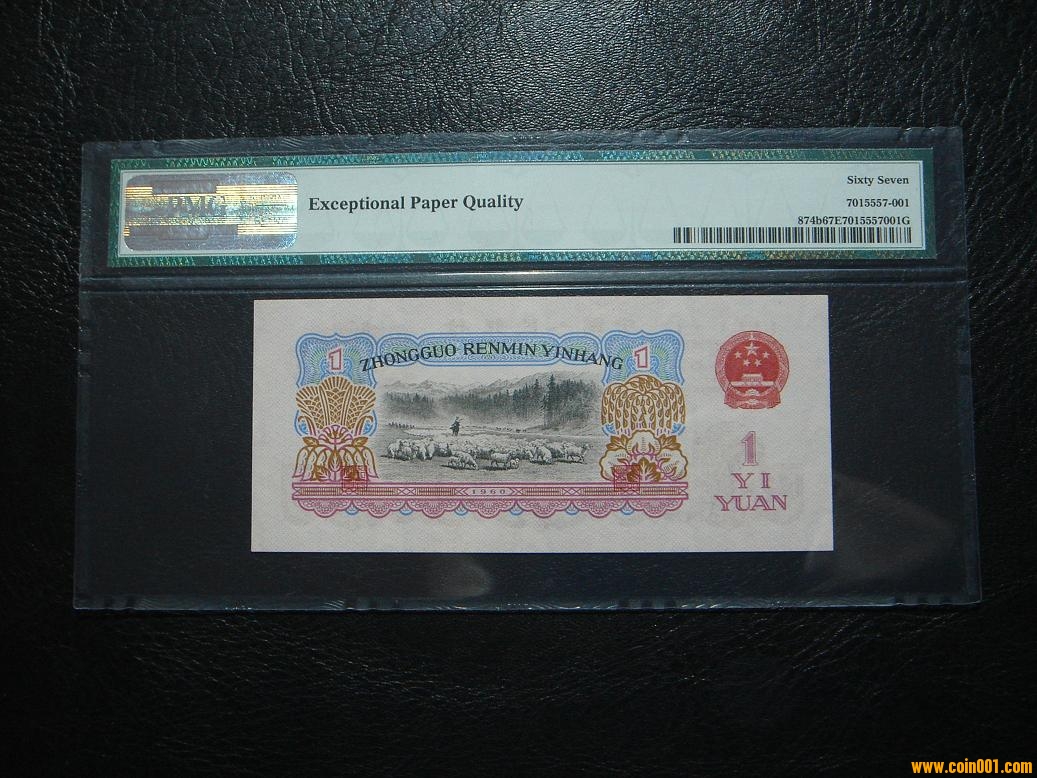 PMG
Exceptional Paper Quality
Sixty Seven
7015557-001
874b67E7015557001G
1
ZHONGGUO RENMIN YINHANG
1
1960
1
YI
YUAN
www.coin001.com